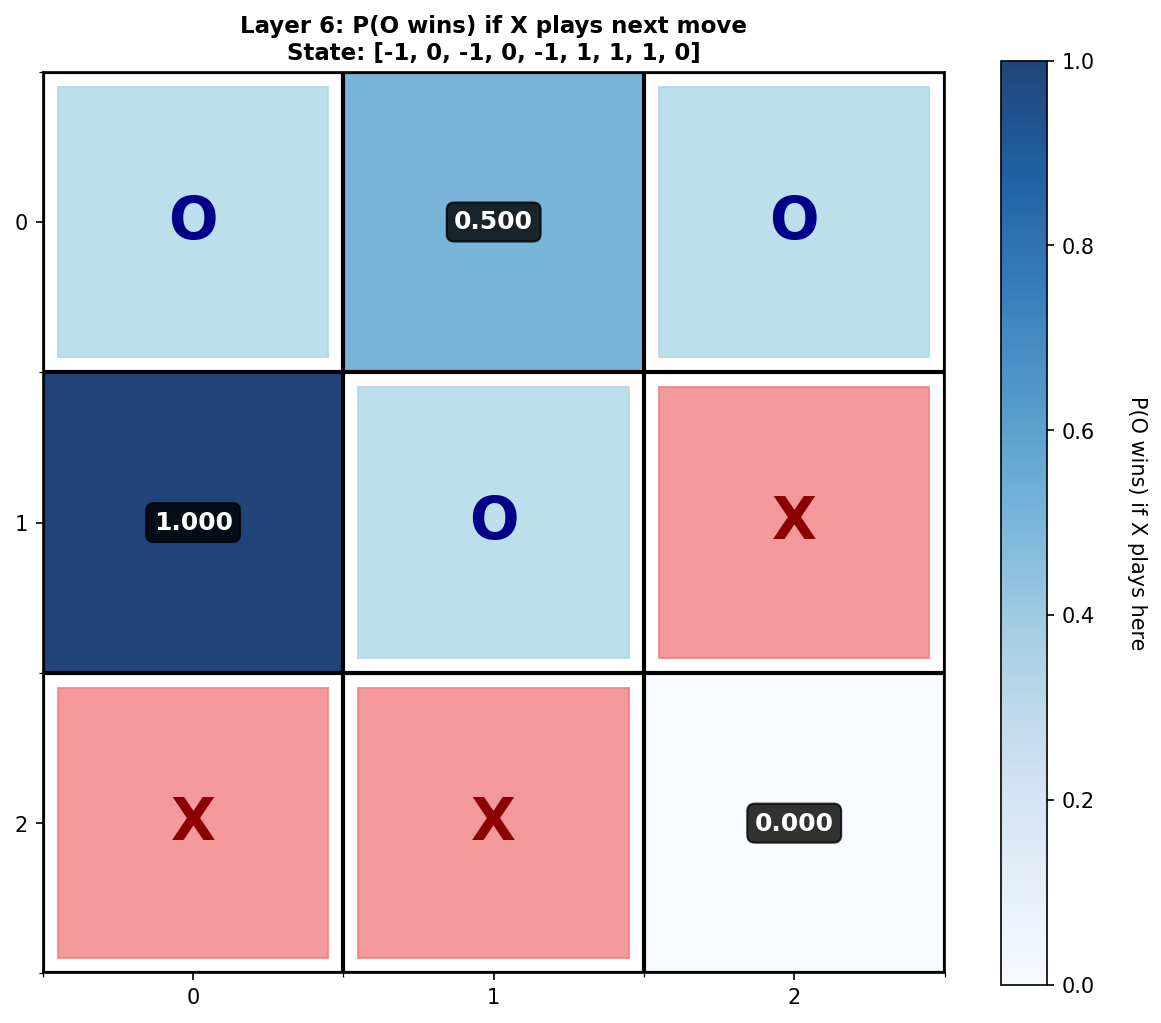 Layer 6: P(O wins) if X plays next move
State: [-1, 0, -1, 0, -1, 1, 1, 1, 0]
0
O
0.500
O
1
1.000
O
X
2
X
X
0.000
0
1
2
1.0
0.8
0.6
0.4
0.2
0.0
P(O wins) if X plays here